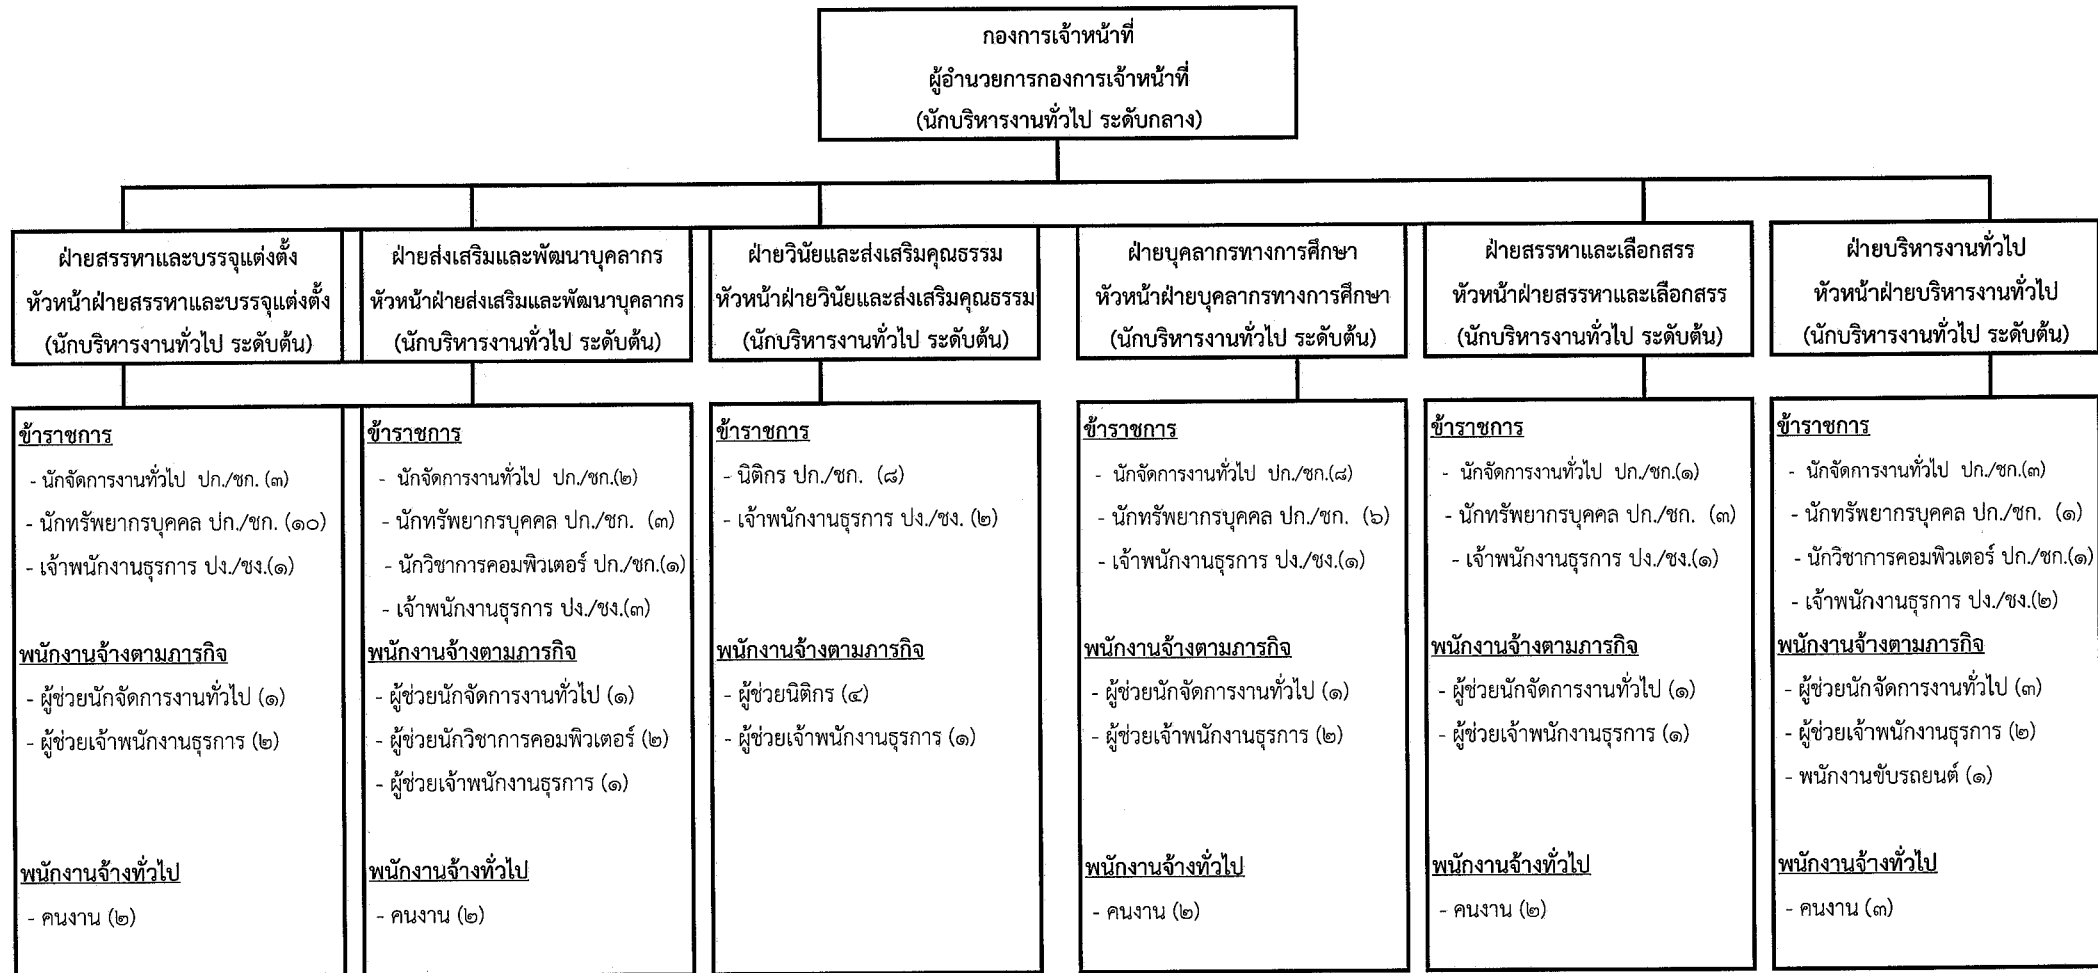 กองการเจ้าหน้าที่
ผู้อำนวยการกองการเจ้าหน้าที่
(นักบริหารงานทั่วไป ระดับกลาง)
ฝ่ายสรรหาและบรรจุแต่งตั้ง
หัวหน้าฝ่ายสรรหาและบรรจุแต่งตั้ง
(นักบริหารงานทั่วไป ระดับต้น)
ข้าราชการ
- นักจัดการงานทั่วไป ปก./ชก. (๓)
- นักทรัพยากรบุคคล ปก./ชก. (๑๐)
- เจ้าพนักงานธุรการ ปง./ชง.(๑)
พนักงานจ้างตามภารกิจ
- ผู้ช่วยนักจัดการงานทั่วไป (๑)
- ผู้ช่วยเจ้าพนักงานธุรการ (๒)
พนักงานจ้างทั่วไป
- คนงาน (๒)
ฝ่ายส่งเสริมและพัฒนาบุคลากร
หัวหน้าฝ่ายส่งเสริมและพัฒนาบุคลากร
(นักบริหารงานทั่วไป ระดับต้น)
ข้าราชการ
- นักจัดการงานทั่วไป ปก./ชก.(๒)
- นักทรัพยากรบุคคล ปก./ชก. (๓)
- นักวิชาการคอมพิวเตอร์ ปก./ชก.(๑)
- เจ้าพนักงานธุรการ ปง./ชง.(๓)
พนักงานจ้างตามภารกิจ
- ผู้ช่วยนักจัดการงานทั่วไป (๑)
- ผู้ช่วยนักวิชาการคอมพิวเตอร์ (๒)
- ผู้ช่วยเจ้าพนักงานธุรการ (๑)
พนักงานจ้างทั่วไป
- คนงาน (๒)
ฝ่ายวินัยและส่งเสริมคุณธรรม
หัวหน้าฝ่ายวินัยและส่งเสริมคุณธรรม
(นักบริหารงานทั่วไป ระดับต้น)
ข้าราชการ
- นิติกร ปก./ชก. (๘)
- เจ้าพนักงานธุรการ ปง./ชง. (๒)
พนักงานจ้างตามภารกิจ
- ผู้ช่วยนิติกร (๔)
- ผู้ช่วยเจ้าพนักงานธุรการ (๑)
ฝ่ายบุคลากรทางการศึกษา
หัวหน้าฝ่ายบุคลากรทางการศึกษา
(นักบริหารงานทั่วไป ระดับต้น)
ข้าราชการ
- นักจัดการงานทั่วไป ปก./ชก.(๘)
- นักทรัพยากรบุคคล ปก./ชก. (๖)
- เจ้าพนักงานธุรการ ปง./ชง.(๑)
พนักงานจ้างตามภารกิจ
- ผู้ช่วยนักจัดการงานทั่วไป (๑)
- ผู้ช่วยเจ้าพนักงานธุรการ (๒)
พนักงานจ้างทั่วไป
- คนงาน (๒)
ฝ่ายสรรหาและเลือกสรร
หัวหน้าฝ่ายสรรหาและเลือกสรร
(นักบริหารงานทั่วไป ระดับต้น)
ข้าราชการ
- นักจัดการงานทั่วไป ปก./ชก.(๑)
- นักทรัพยากรบุคคล ปก./ชก. (๓)
- เจ้าพนักงานธุรการ ปง./ชง.(๑)
พนักงานจ้างตามภารกิจ
- ผู้ช่วยนักจัดการงานทั่วไป (๑)
- ผู้ช่วยเจ้าพนักงานธุรการ (๑)
พนักงานจ้างทั่วไป
- คนงาน (๒)
ฝ่ายบริหารงานทั่วไป
หัวหน้าฝ่ายบริหารงานทั่วไป
(นักบริหารงานทั่วไป ระดับต้น)
ข้าราชการ
- นักจัดการงานทั่วไป ปก./ชก.(๓)
- นักทรัพยากรบุคคล ปก./ชก. (๑)
- นักวิชาการคอมพิวเตอร์ ปก./ชก.(๑)
- เจ้าพนักงานธุรการ ปง./ชง.(๒)
พนักงานจ้างตามภารกิจ
- ผู้ช่วยนักจัดการงานทั่วไป (๓)
- ผู้ช่วยเจ้าพนักงานธุรการ (๒)
- พนักงานขับรถยนต์ (๑)
พนักงานจ้างทั่วไป
- คนงาน (๓)